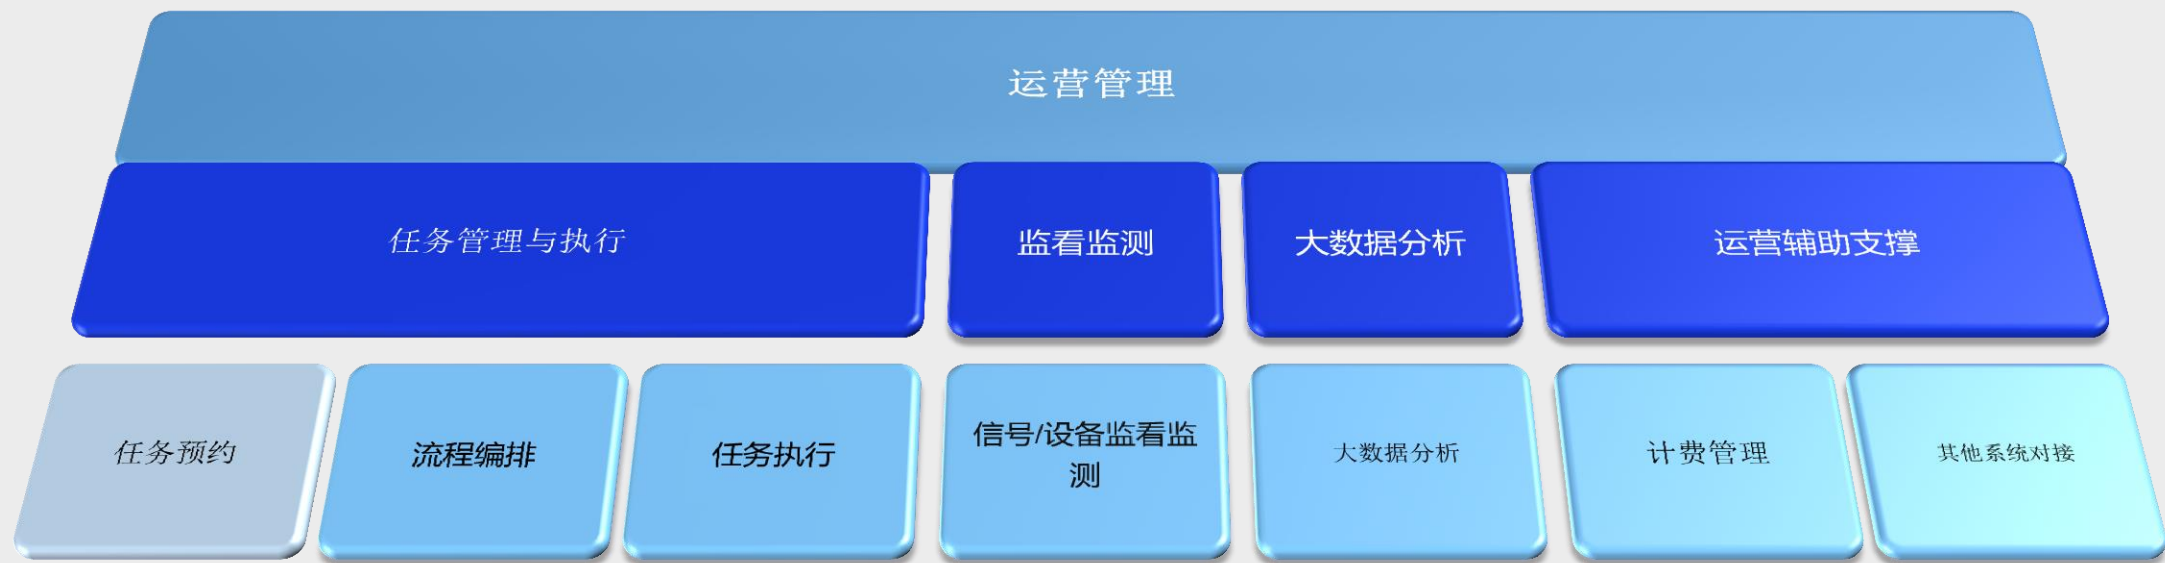 运营管理
任务管理与执行
监看监测
大数据分析
运营辅助支撑
任务预约
流程编排
任务执行
信号/设备监看监
测
大数据分析
计费管理
其他系统对接